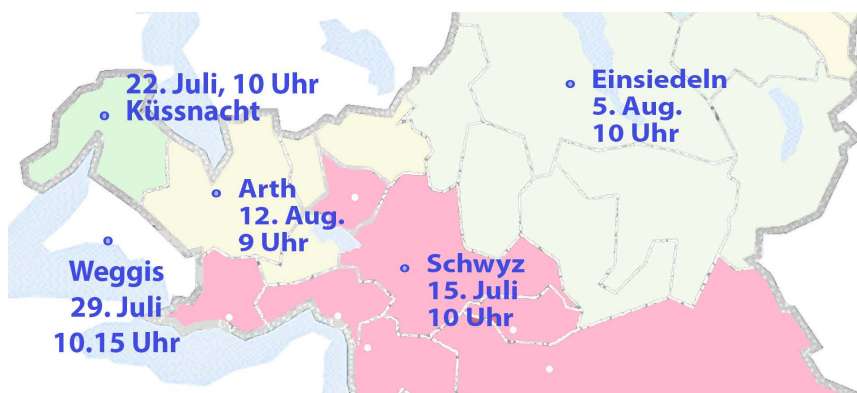 22. Juli, 10 Uhr
Küssnacht
Einsiedeln
5. Aug.
10 Uhr
Arth
12. Aug.
9 Uhr
Weggis
29. Juli
10.15 Uhr
Schwyz
15. Juli
10 Uhr